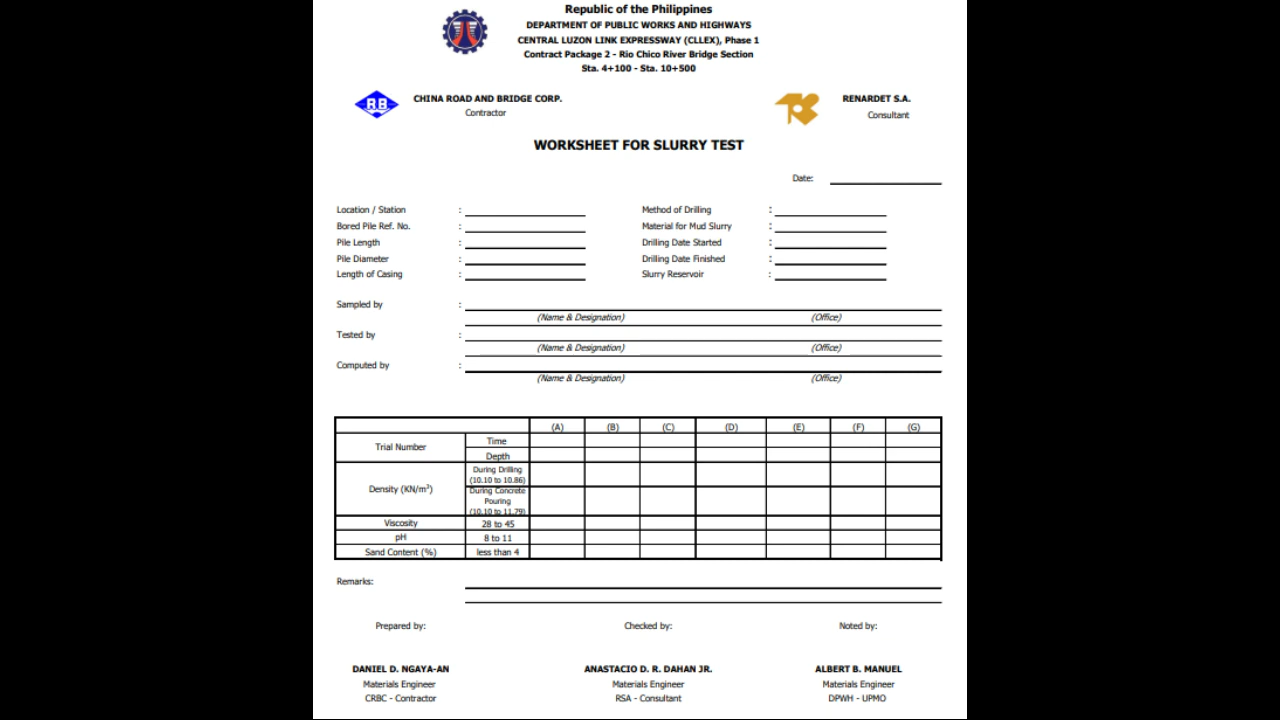 Republic of the Philippines
DEPARTMENT OF PUBLIC WORKS AND HIGHWAYS
CENTRAL LUZON LINK EXPRESSWAY (CLLEX), Phase 1
Contract Package 2 - Rio Chico River Bridge Section
Sta. 4+100 - Sta. 10+500
RB CHINA ROAD AND BRIDGE CORP. RENARDET S.A.
Contractor Consultant
WORKSHEET FOR SLURRY TEST
Date:
Location / Station : Method of Drilling :
Bored Pile Ref. No. : Material for Mud Slurry :
Pile Length : Drilling Date Started :
Pile Diameter : Drilling Date Finished :
Length of Casing : Slurry Reservoir :
Sampled by :
(Name & Designation) (Office)
Tested by :
(Name & Designation) (Office)
Computed by :
(Name & Designation) (Office)
(A) (B) (C) (D) (E) (F) (G)
Trial Number Time
Depth
Density (KN/m³) During Drilling
(10.10 to 10.86)
During Concrete
Pouring
(10.10 to 11.79)
Viscosity 28 to 45
pH 8 to 11
Sand Content (%) less than 4
Remarks:
Prepared by: Checked by: Noted by:
DANIEL D. NGAYA-AN ANASTACIO D. R. DAHAN JR. ALBERT B. MANUEL
Materials Engineer Materials Engineer Materials Engineer
CRBC - Contractor RSA - Consultant DPWH - UPMO